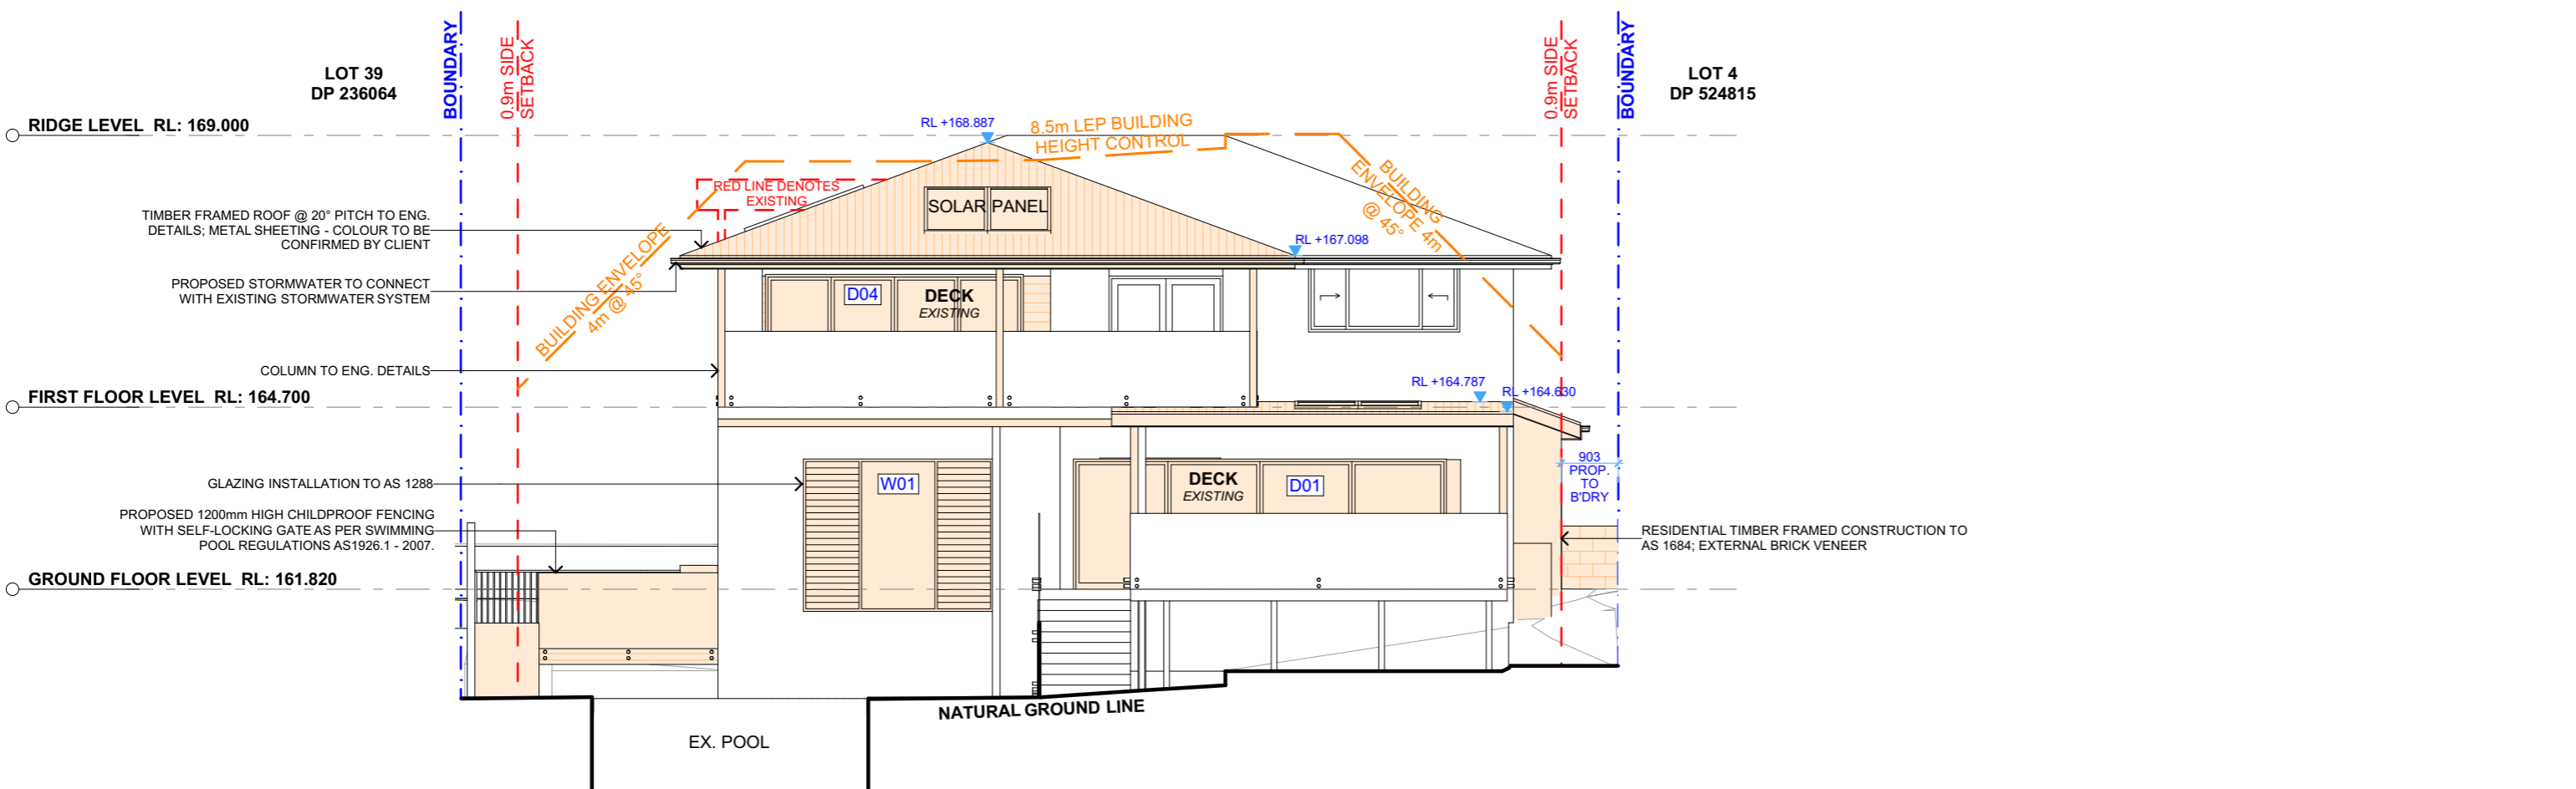 BOUNDARY
0.9m SIDE
SETBACK
0.9m SIDE
SETBACK
BOUNDARY
LOT 39
DP 236064
LOT 4
DP 524815
RIDGE LEVEL RL: 169.000
RL +168.887
8.5m LEP BUILDING
HEIGHT CONTROL
RED LINE DENOTES
EXISTING
BUILDING
ENVELOPE 4m
@ 45°
SOLAR PANEL
TIMBER FRAMED ROOF @ 20° PITCH TO ENG.
DETAILS; METAL SHEETING - COLOUR TO BE
CONFIRMED BY CLIENT
RL +167.098
BUILDING ENVELOPE
4m @ 45°
PROPOSED STORMWATER TO CONNECT
WITH EXISTING STORMWATER SYSTEM
D04
DECK
EXISTING
COLUMN TO ENG. DETAILS
RL +164.787
RL +164.630
FIRST FLOOR LEVEL RL: 164.700
903
PROP.
TO
B'DRY
GLAZING INSTALLATION TO AS 1288
W01
DECK
EXISTING
D01
PROPOSED 1200mm HIGH CHILDPROOF FENCING
WITH SELF-LOCKING GATE AS PER SWIMMING
POOL REGULATIONS AS1926.1 - 2007.
RESIDENTIAL TIMBER FRAMED CONSTRUCTION TO
AS 1684; EXTERNAL BRICK VENEER
GROUND FLOOR LEVEL RL: 161.820
NATURAL GROUND LINE
EX. POOL